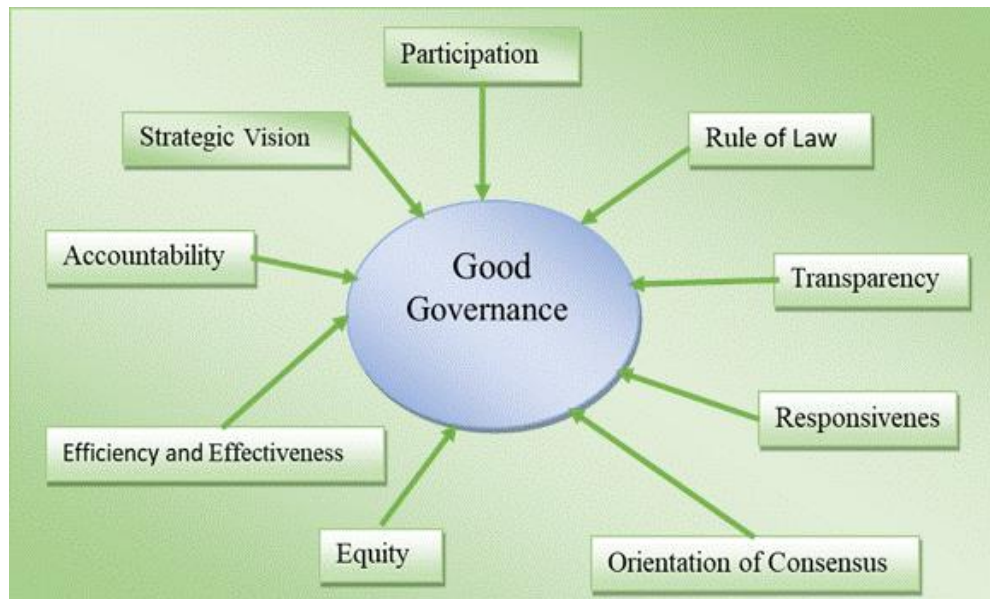 Participation
Strategic Vision
Rule of Law
Accountability
Good
Governance
Transparency
Responsivenes
Efficiency and Effectiveness
Equity
Orientation of Consensus